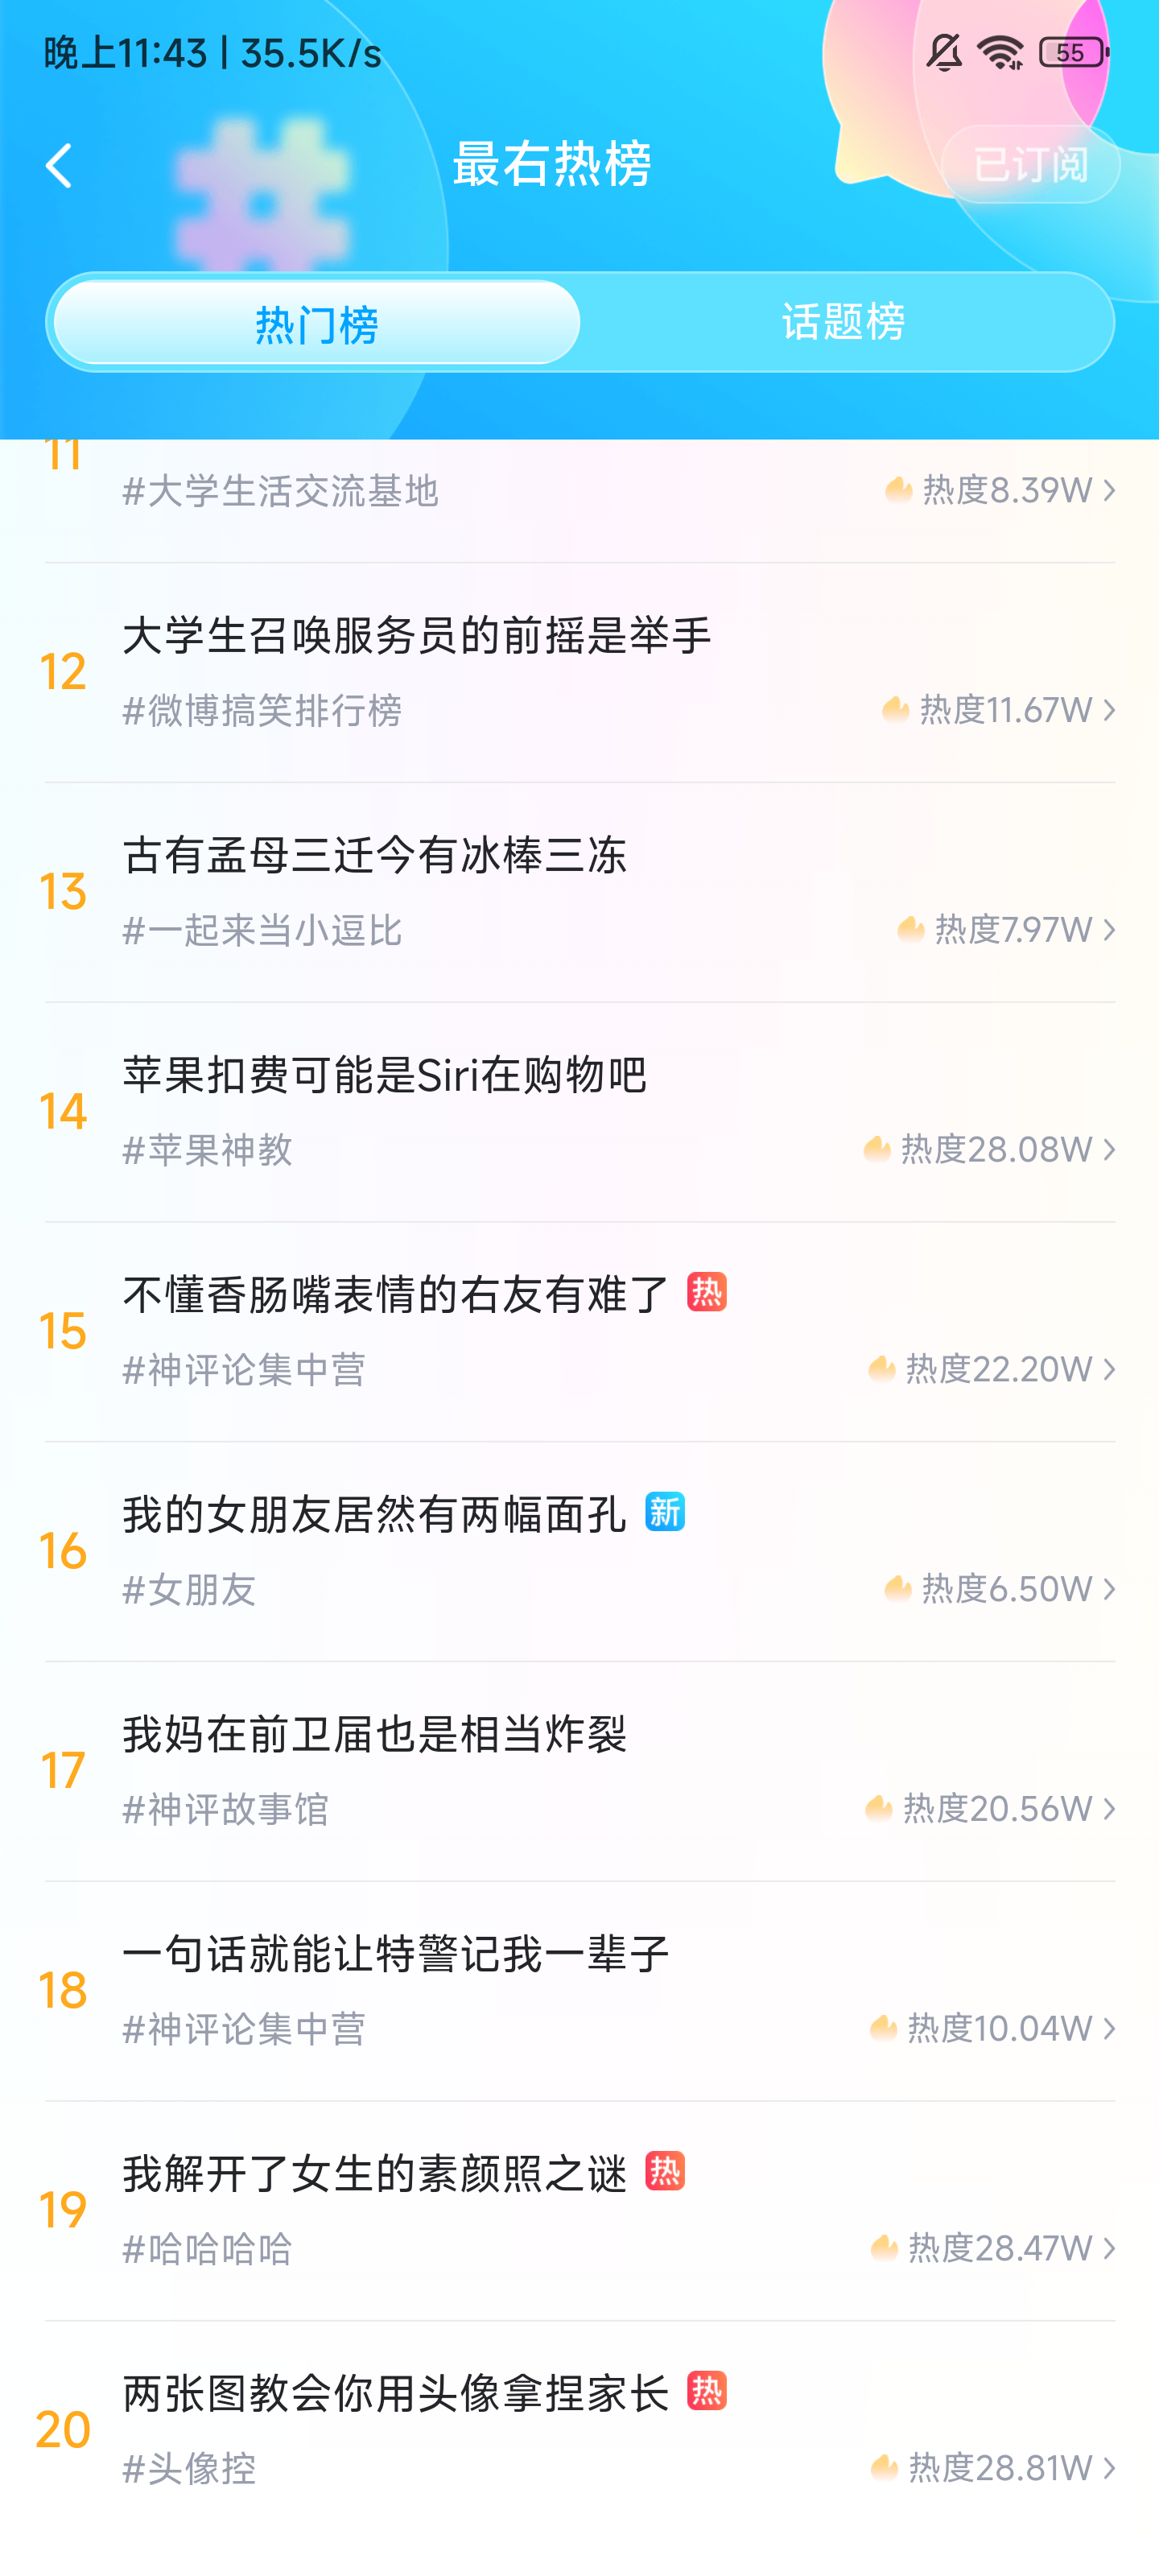 晚上11:43 | 35.5K/s
55
最右热榜
已订阅
热门榜
话题榜
11
#大学生活交流基地
热度8.39W
12
大学生召唤服务员的前摇是举手
#微博搞笑排行榜
热度11.67W
13
古有孟母三迁今有冰棒三冻
#一起来当小逗比
热度7.97W
14
苹果扣费可能是Siri在购物吧
#苹果神教
热度28.08W
15
不懂香肠嘴表情的右友有难了 热
#神评论集中营
热度22.20W
16
我的女朋友居然有两幅面孔 新
#女朋友
热度6.50W
17
我妈在前卫届也是相当炸裂
#神评故事馆
热度20.56W
18
一句话就能让特警记我一辈子
#神评论集中营
热度10.04W
19
我解开了女生的素颜照之谜 热
#哈哈哈哈
热度28.47W
20
两张图教会你用头像拿捏家长 热
#头像控
热度28.81W